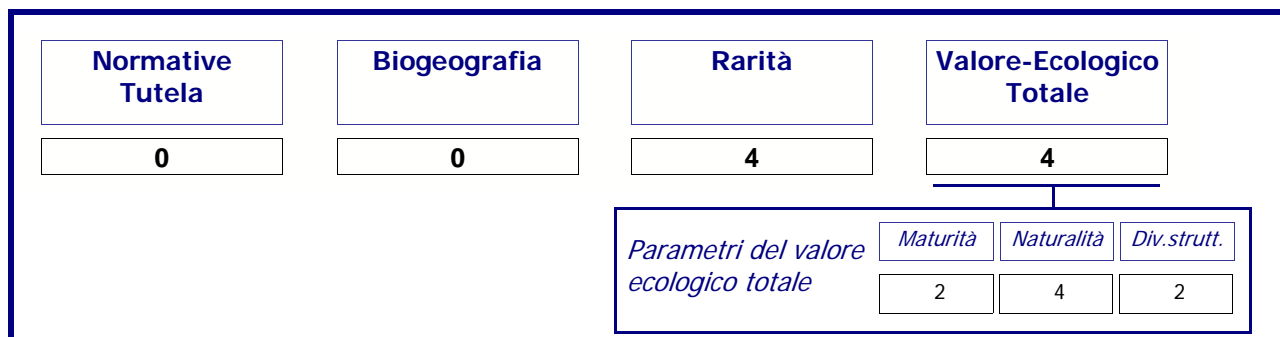 Normative
Tutela
Biogeografia
Rarità
Valore-Ecologico
Totale
0
0
4
4
Parametri del valore
ecologico totale
Maturità
Naturalità
Div.strutt.
2
4
2